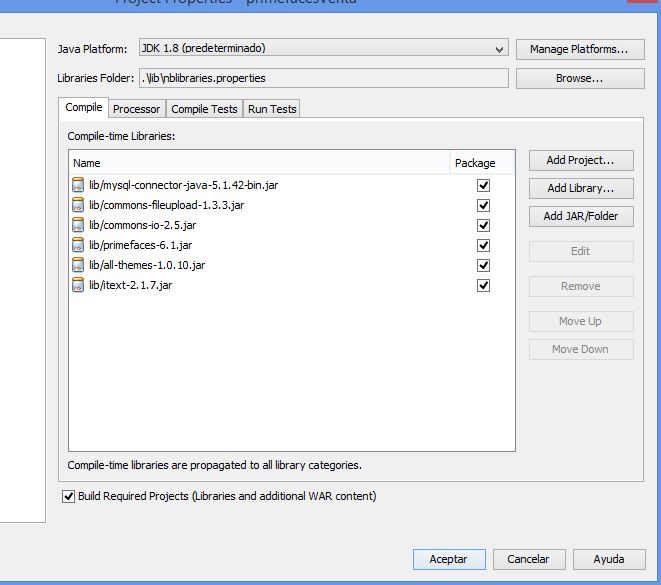 Project Properties - primefacesVenta
Java Platform: JDK 1.8 (predeterminado) Manage Platforms...
Libraries Folder: .\lib\nblibraries.properties Browse...
Compile Processor Compile Tests Run Tests
Compile-time Libraries:
Name Package
lib/mysql-connector-java-5.1.42-bin.jar
lib/commons-fileupload-1.3.3.jar
lib/commons-io-2.5.jar
lib/primefaces-6.1.jar
lib/all-themes-1.0.10.jar
lib/itext-2.1.7.jar
Add Project...
Add Library...
Add JAR/Folder
Edit
Remove
Move Up
Move Down
Compile-time libraries are propagated to all library categories.
Build Required Projects (Libraries and additional WAR content)
Aceptar Cancelar Ayuda